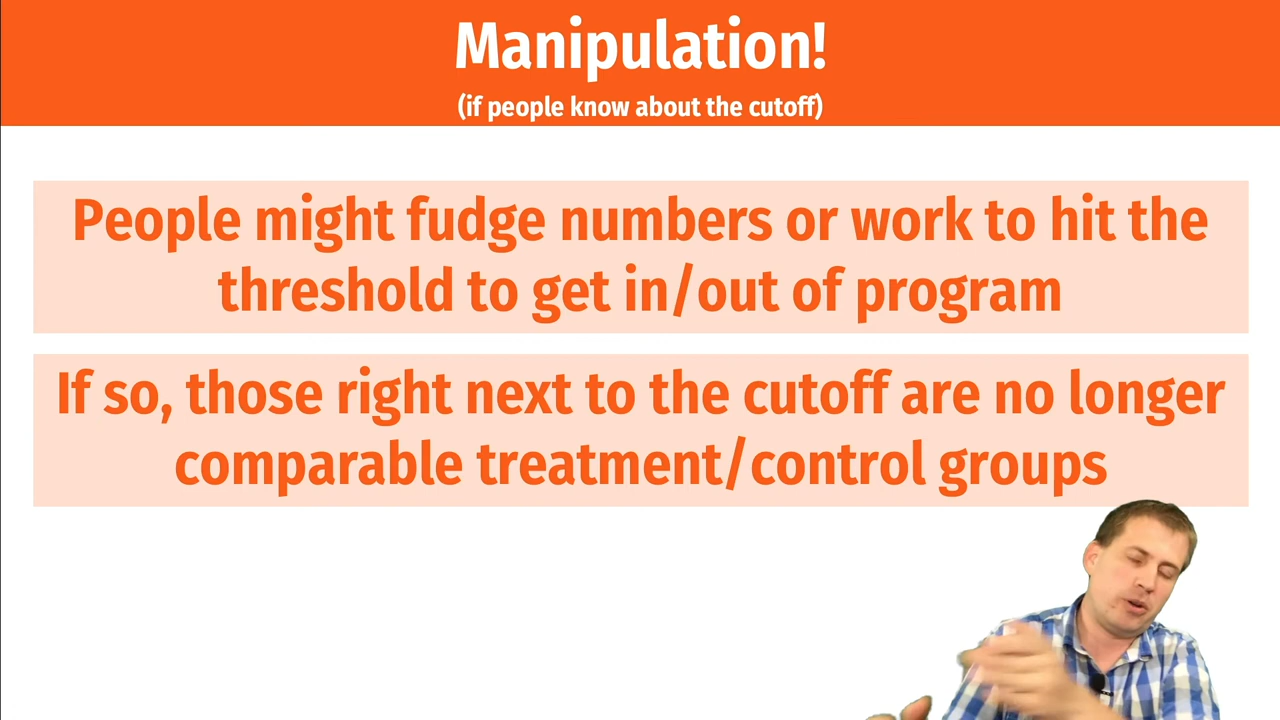 Manipulation!
(if people know about the cutoff)
People might fudge numbers or work to hit the
threshold to get in/out of program
If so, those right next to the cutoff are no longer
comparable treatment/control groups